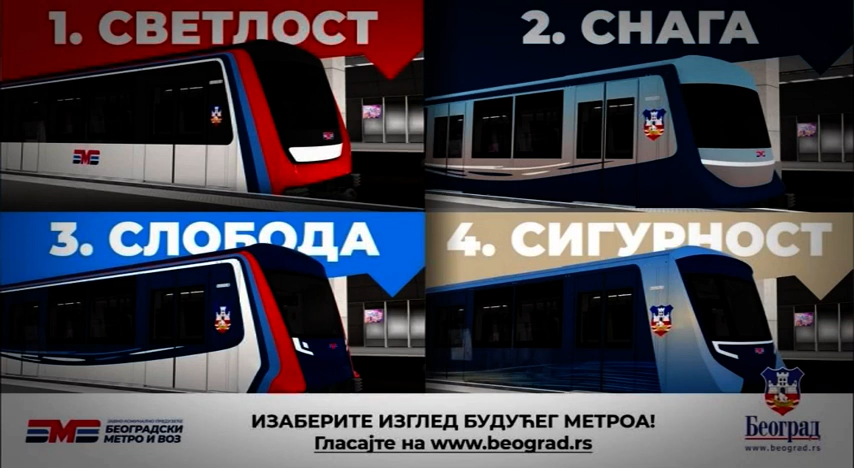 1. СВЕТЛОСТ
2. СНАГА
3. СЛОБОДА
4. СИГУРНОСТ
БЕОГРАДСКИ
МЕТРО И ВОЗ
ИЗАБЕРИТЕ ИЗГЛЕД БУДУЋЕГ МЕТРОА!
Гласајте на www.beograd.rs
Београд
www.beograd.rs